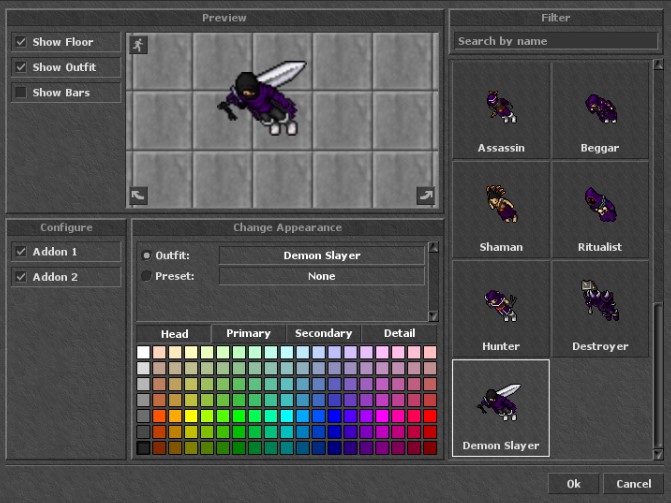 Preview
Show Floor
Show Outfit
Show Bars
Configure
Addon 1
Addon 2
Change Appearance
Outfit: Demon Slayer
Preset: None
Head Primary Secondary Detail
Filter
Search by name
Assassin Beggar
Shaman Ritualist
Hunter Destroyer
Demon Slayer
Ok Cancel